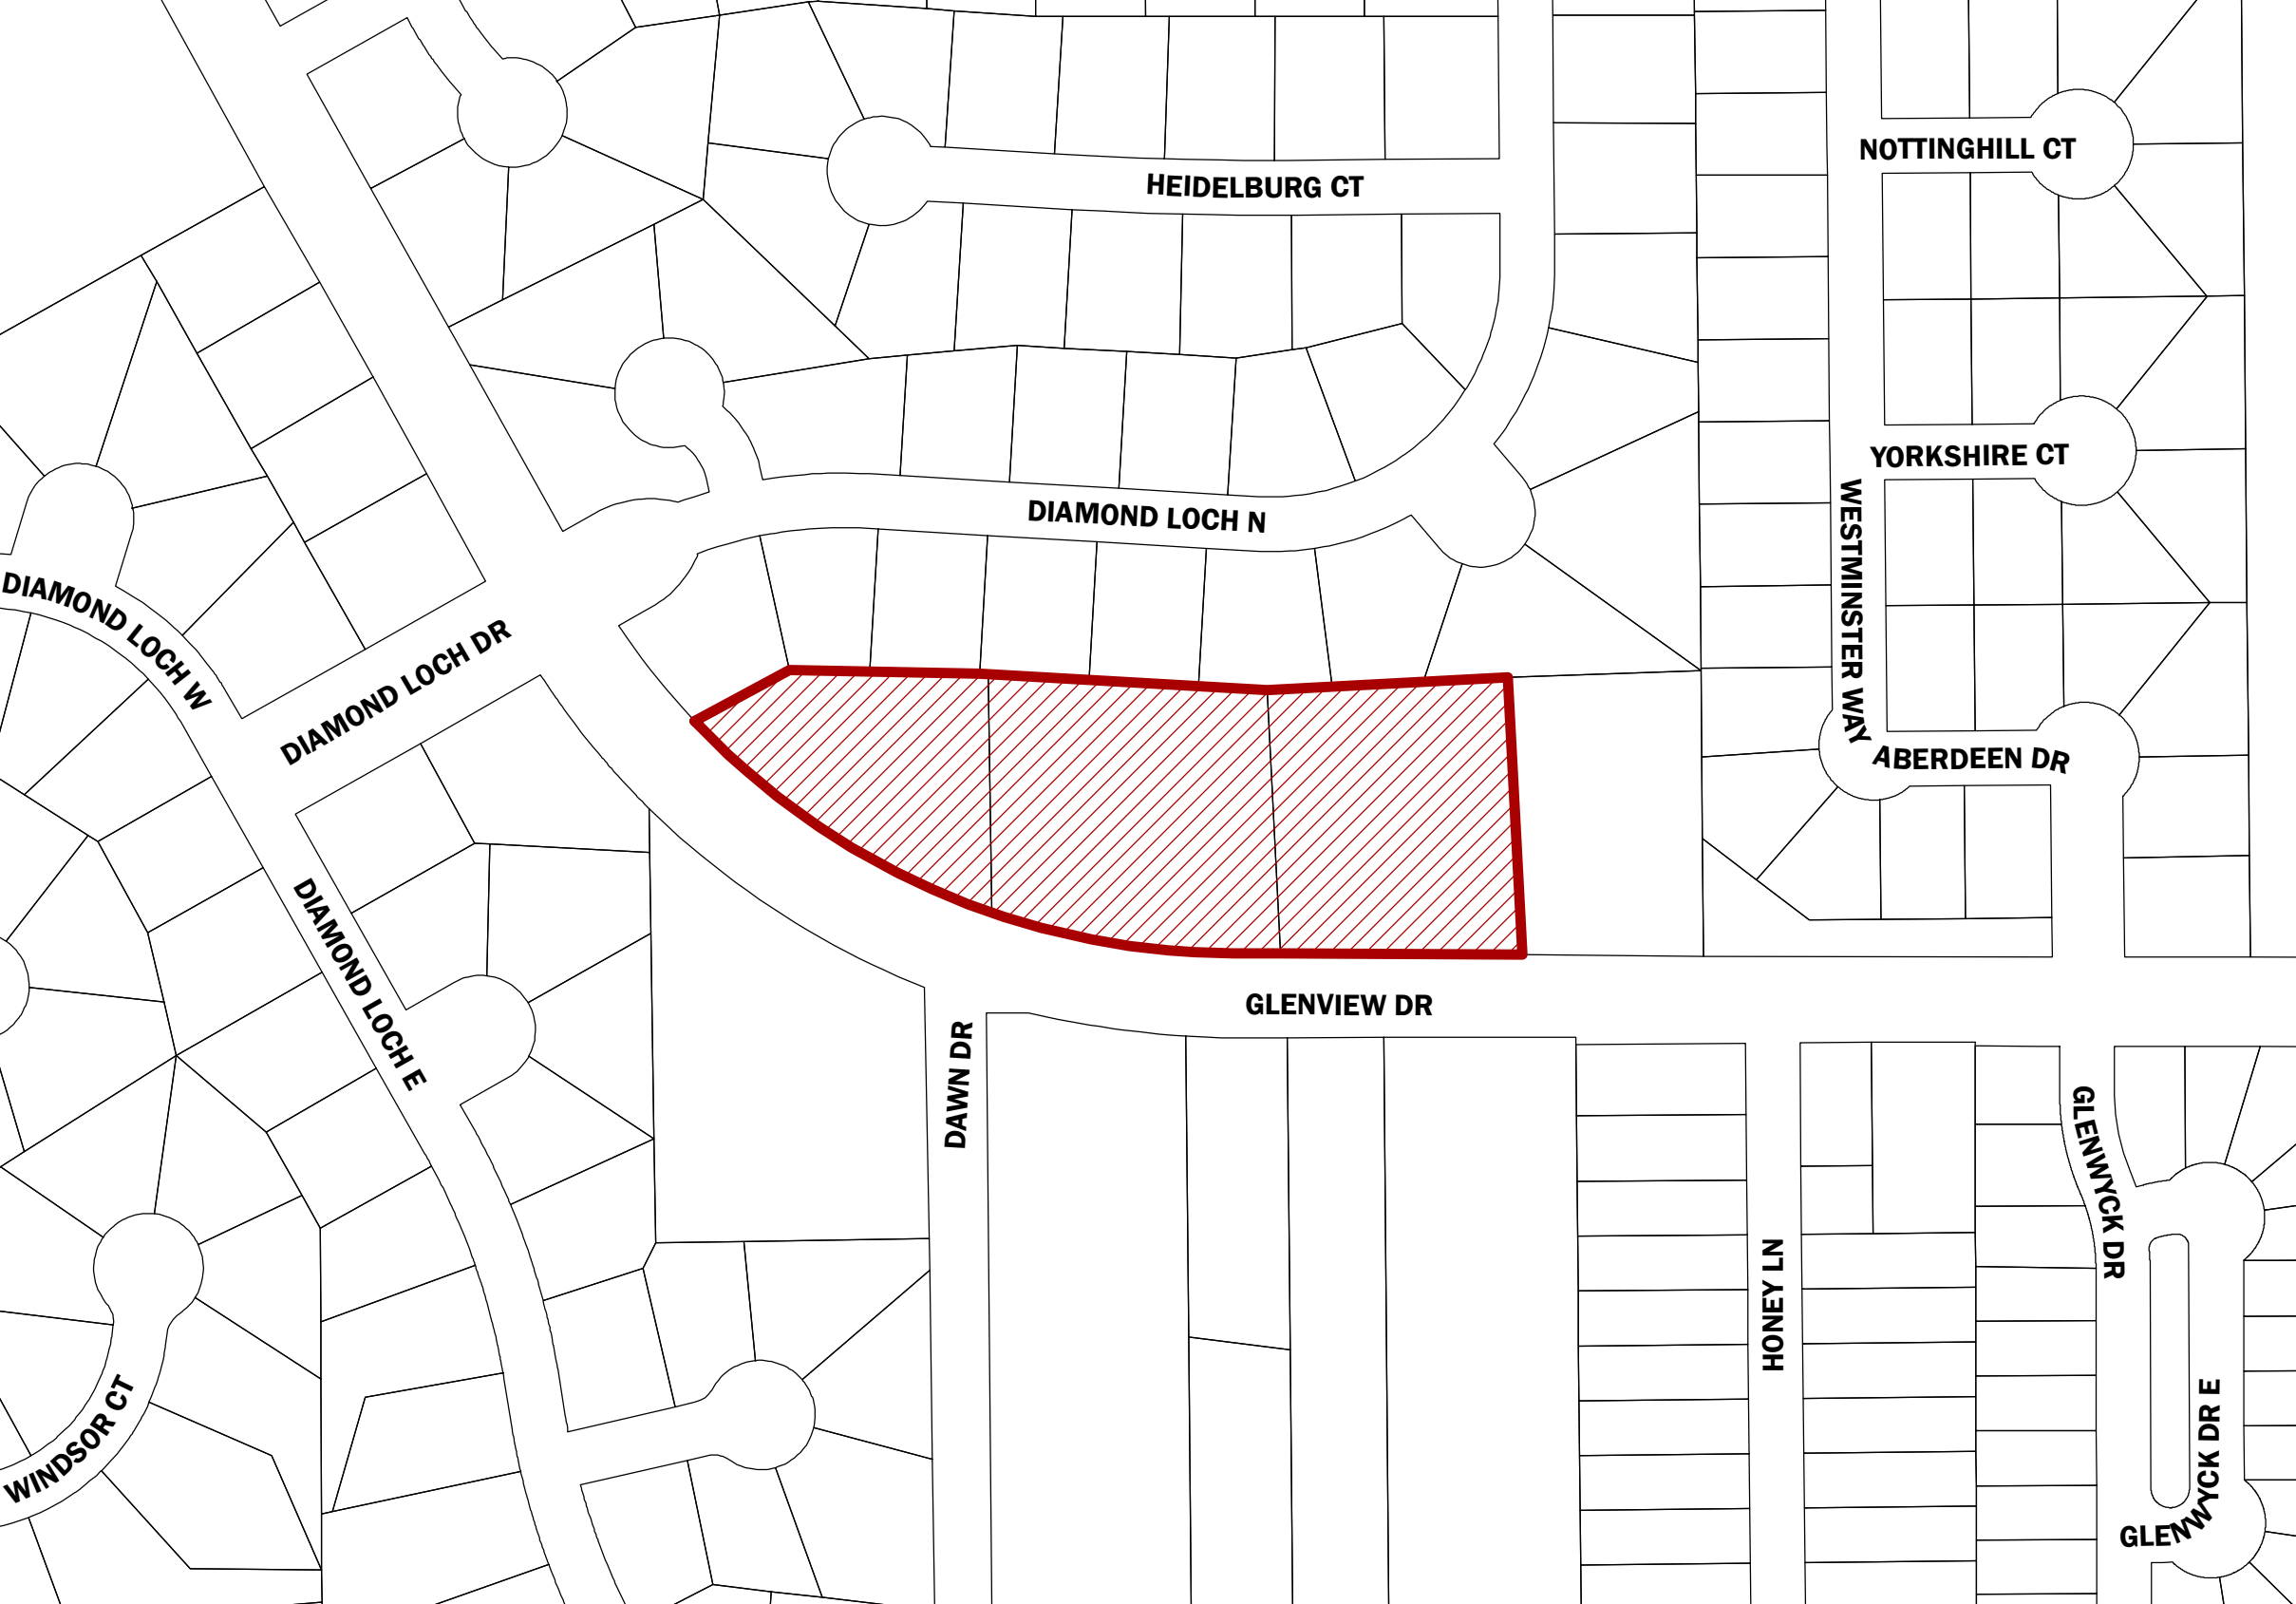 NOTTINGHILL CT
HEIDELBURG CT
YORKSHIRE CT
DIAMOND LOCH N
WESTMINSTER WAY
DIAMOND LOCH W
DIAMOND LOCH DR
ABERDEEN DR
DIAMOND LOCH E
GLENVIEW DR
DAWN DR
GLENWYCK DR
HONEY LN
WINDSOR CT
GLENWYCK DR E